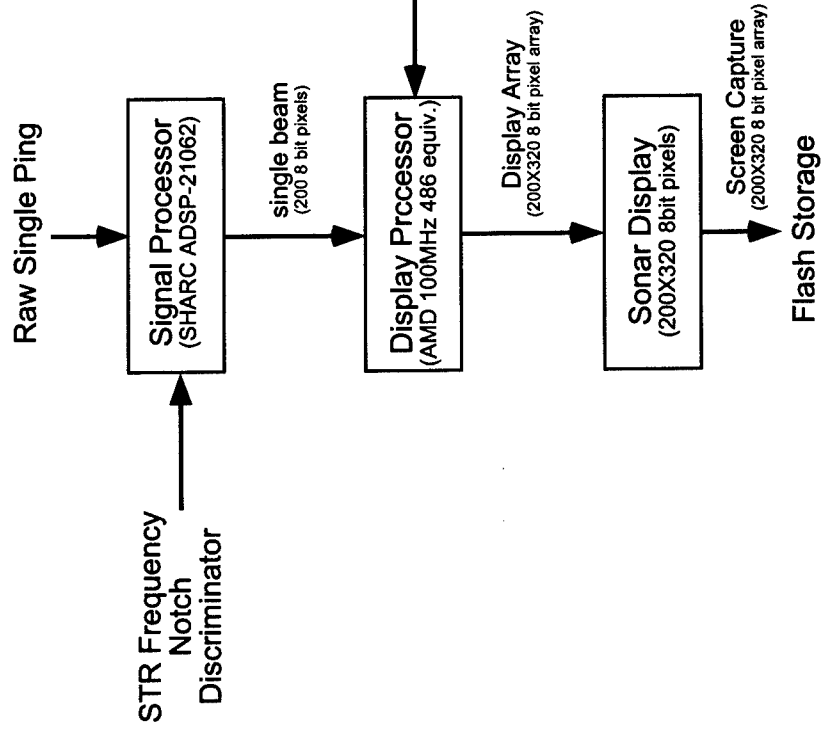 Raw Single Ping
STR Frequency
Notch
Discriminator
Signal Processor
(SHARC ADSP-21062)
single beam
(200 8 bit pixels)
Display Prccessor
(AMD 100MHz 486 equiv.)
Display Array
(200X320 8 bit pixel array)
Sonar Display
(200X320 8bit pixels)
Screen Capture
(200X320 8 bit pixel array)
Flash Storage